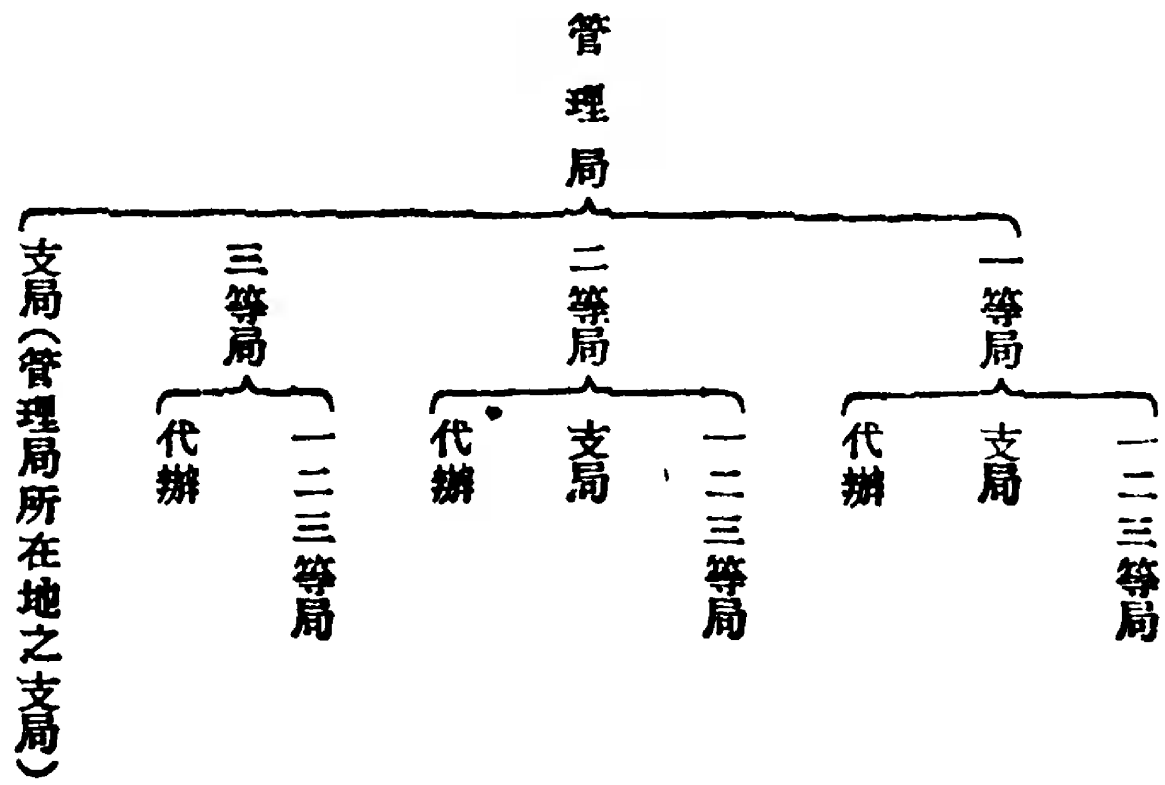 管理局
一等局
一二三等局
支局
代辦
二等局
一二三等局
支局
代辦
三等局
一二三等局
代辦
支局（管理局所在地之支局）